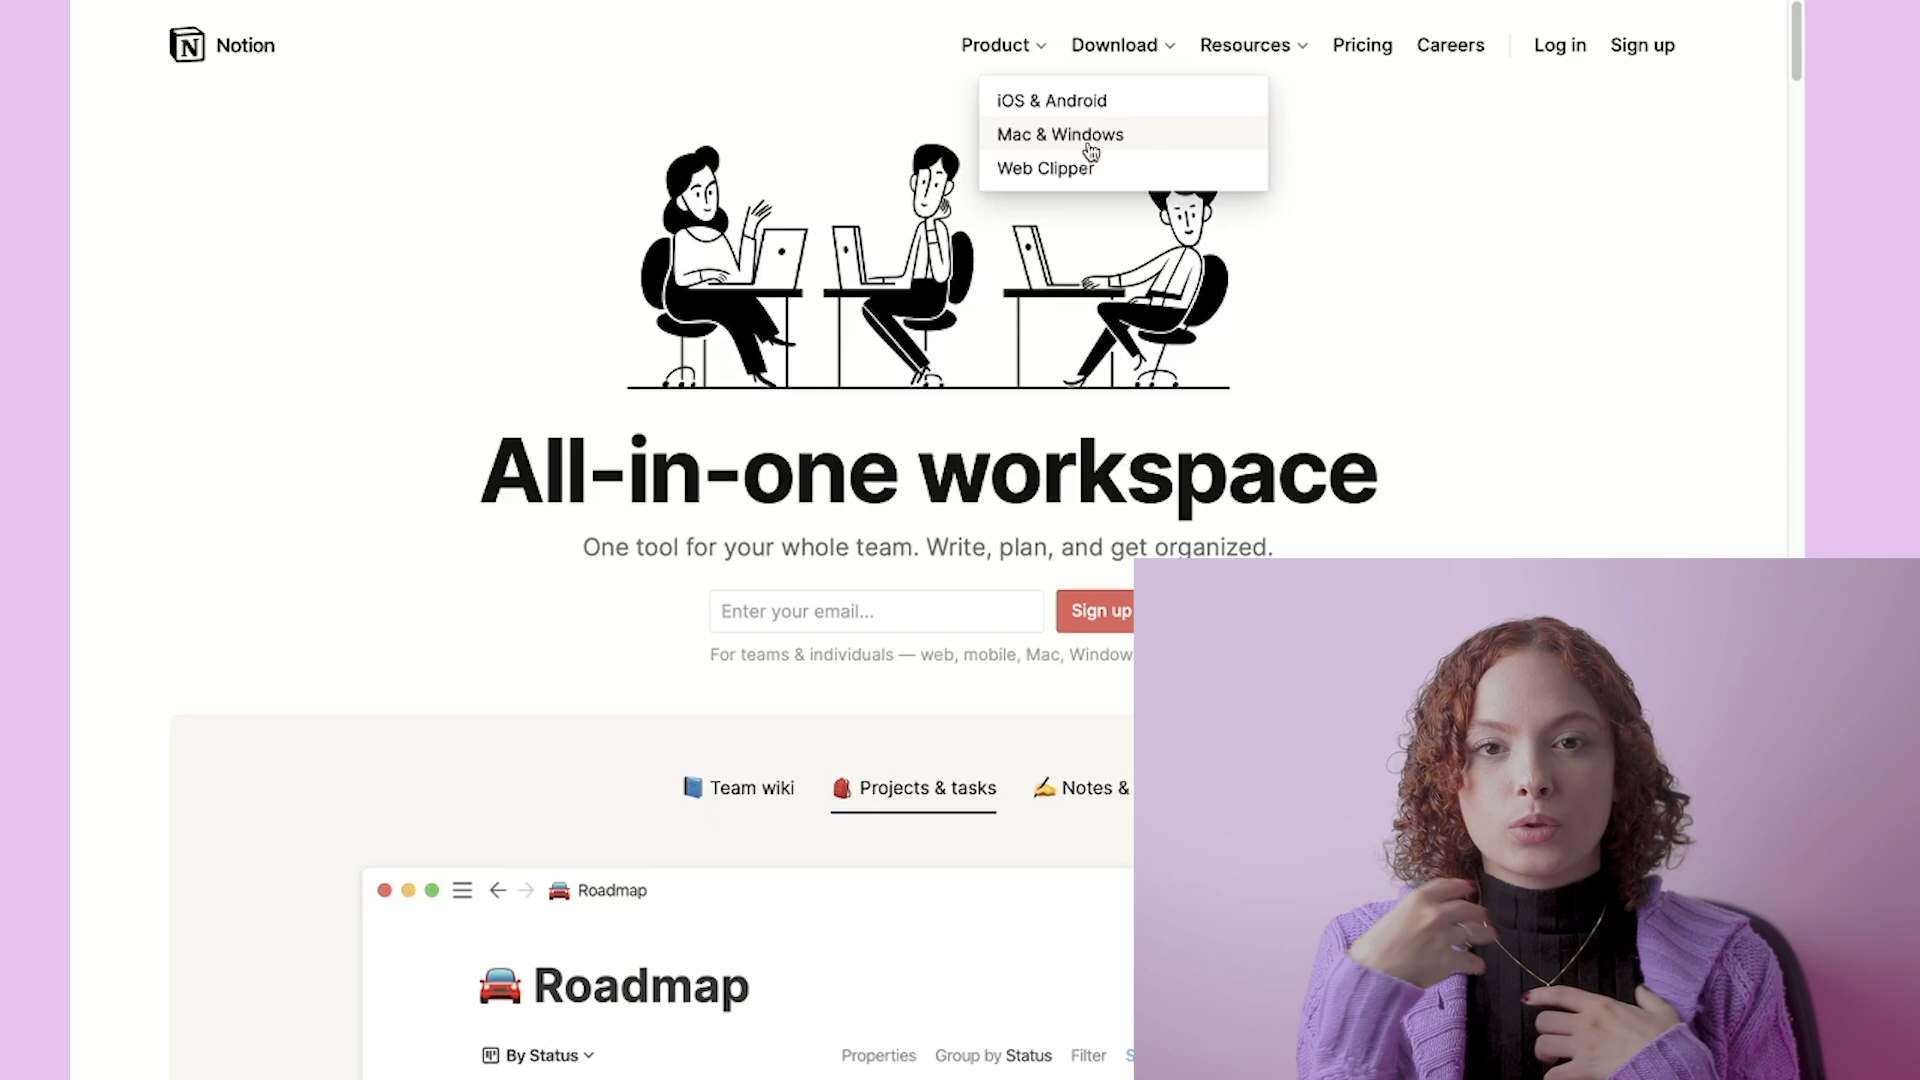 N Notion
Product Download Resources Pricing Careers Log in Sign up
iOS & Android
Mac & Windows
Web Clipper
All-in-one workspace
One tool for your whole team. Write, plan, and get organized.
Enter your email...
Sign up
For teams & individuals — web, mobile, Mac, Window
Team wiki Projects & tasks Notes &
Roadmap
Roadmap
By Status Properties Group by Status Filter S